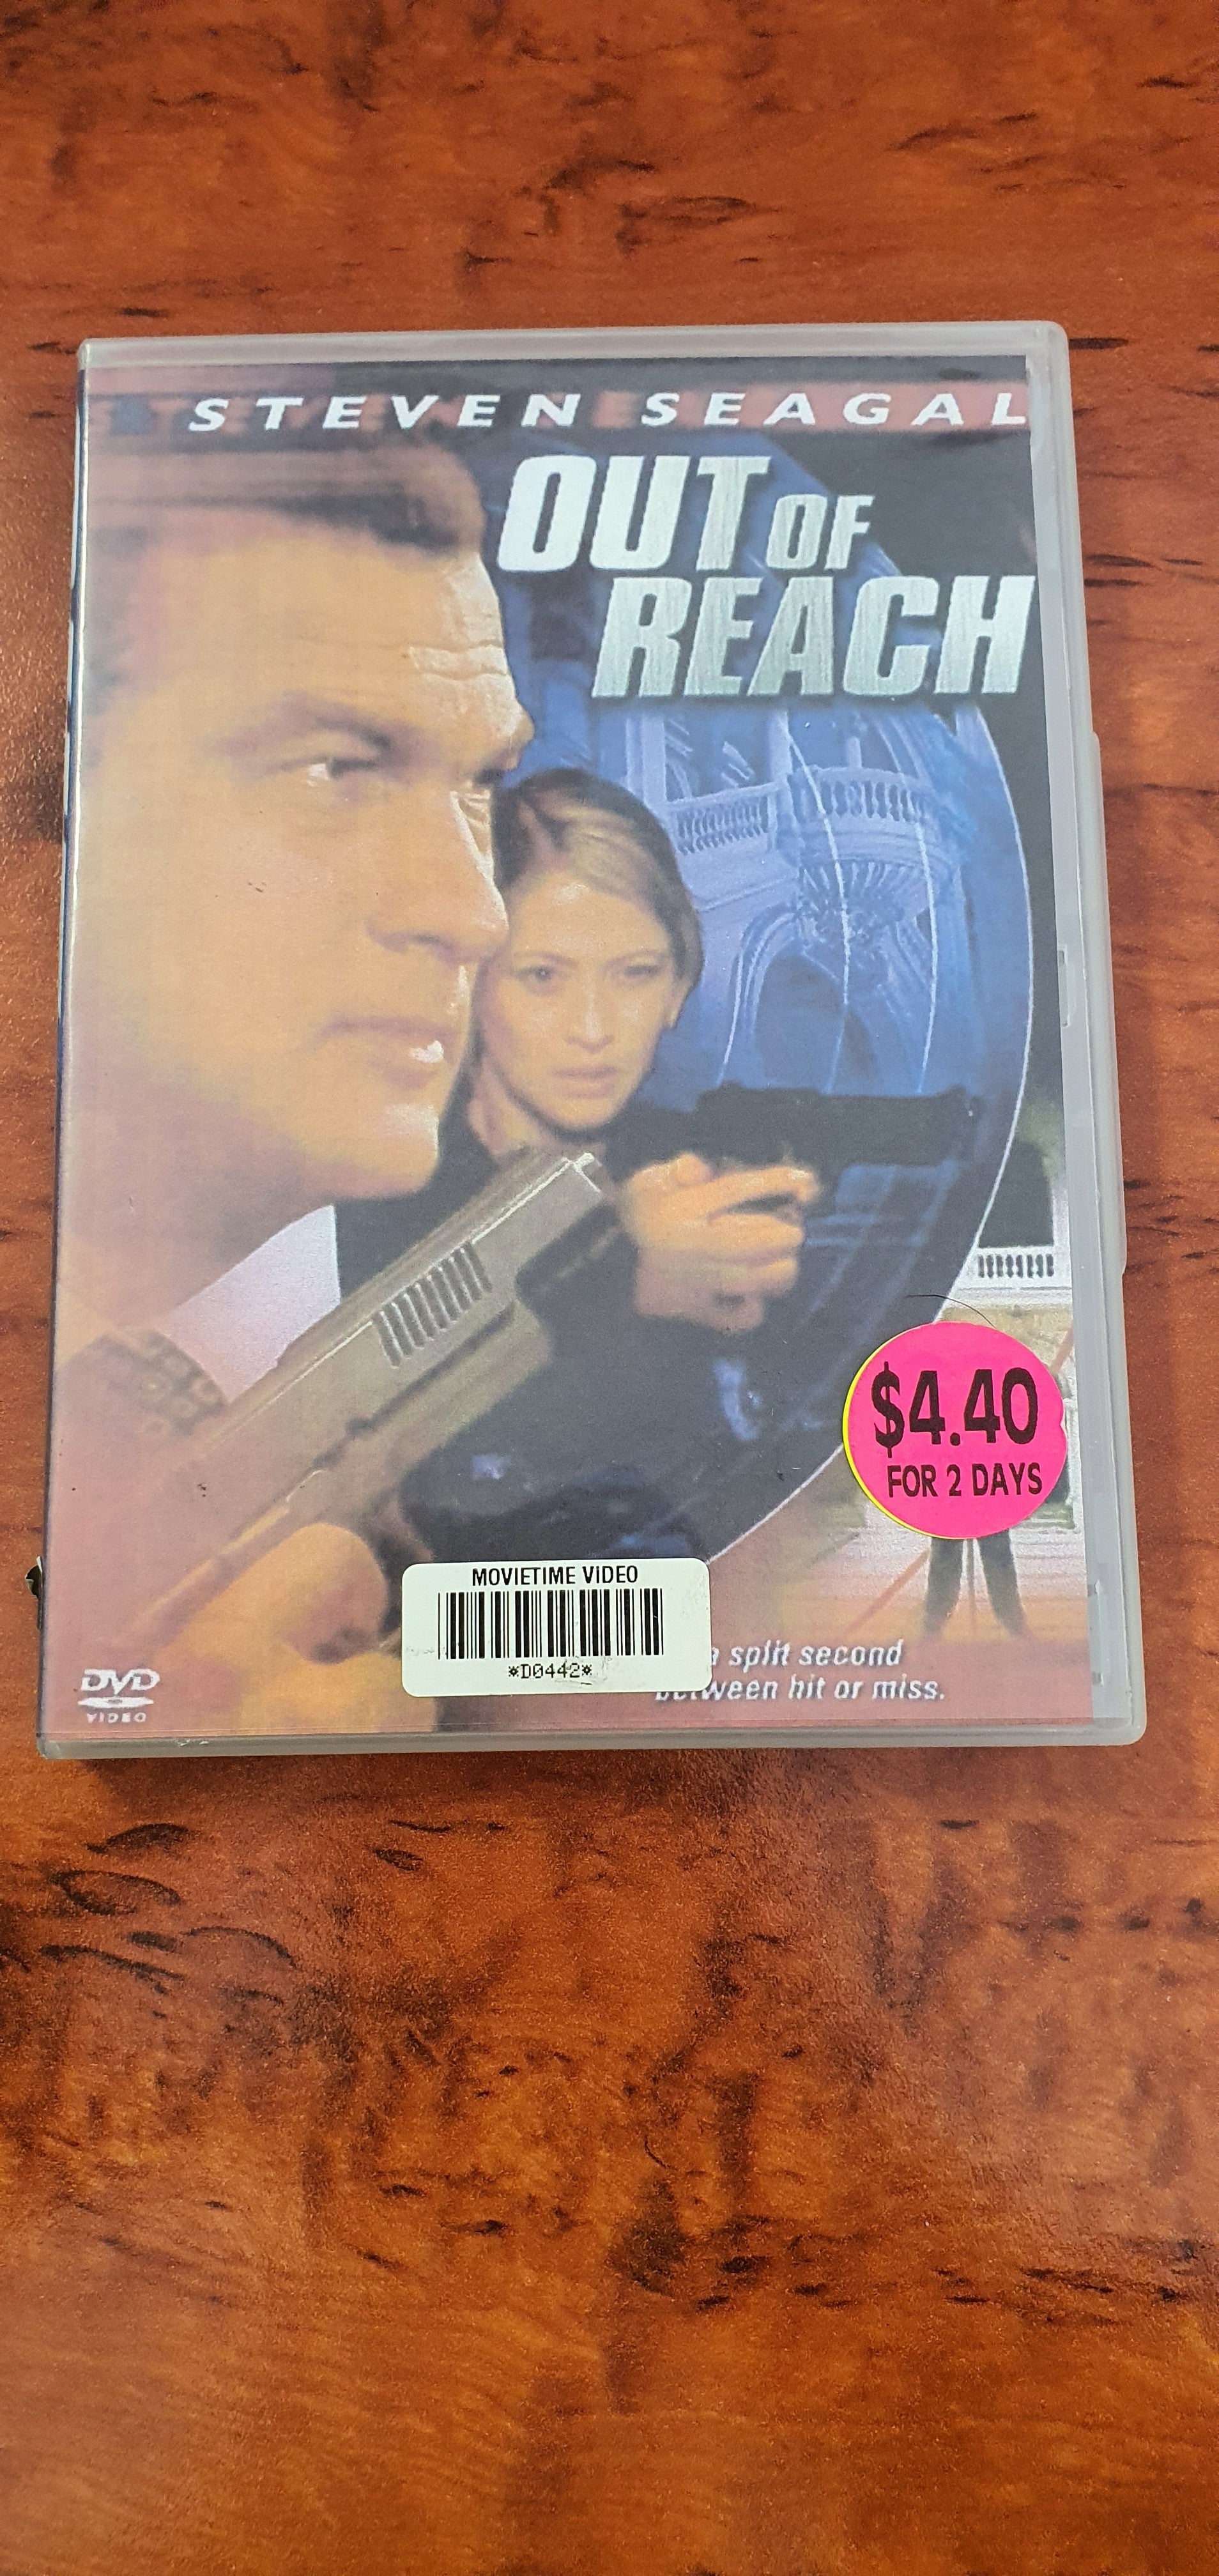 STEVEN SEAGAL
OUT OF
REACH
$4.40
FOR 2 DAYS
MOVIETIME VIDEO
*D0442*
a split second
between hit or miss.
DVD
VIDEO